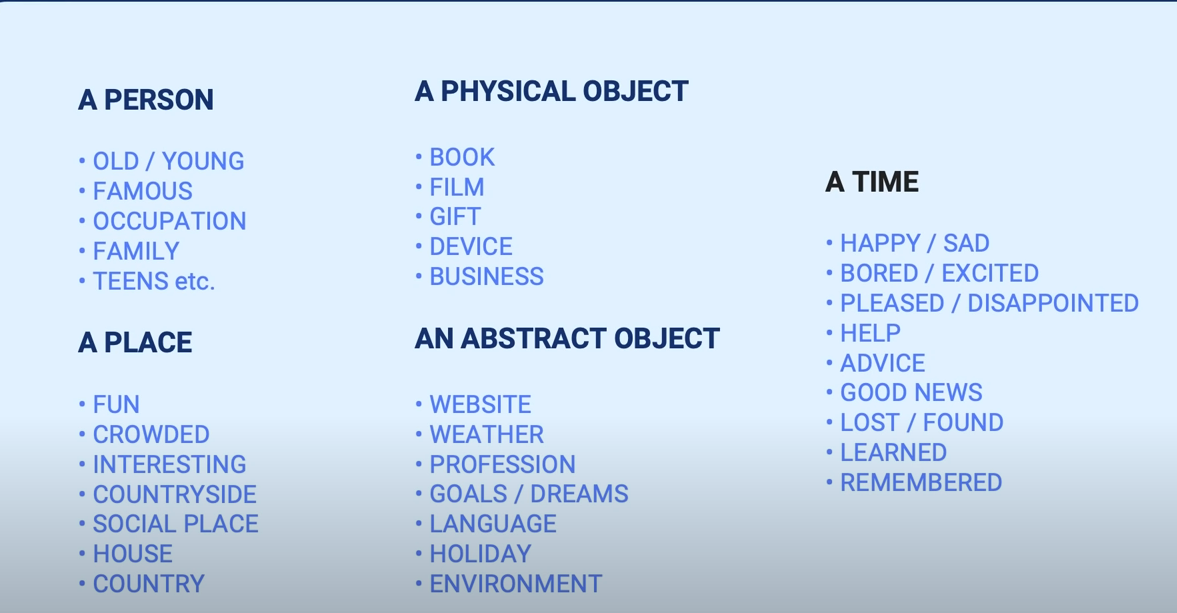 A PERSON
• OLD / YOUNG
• FAMOUS
• OCCUPATION
• FAMILY
• TEENS etc.
A PLACE
• FUN
• CROWDED
• INTERESTING
• COUNTRYSIDE
• SOCIAL PLACE
• HOUSE
• COUNTRY
A PHYSICAL OBJECT
• BOOK
• FILM
• GIFT
• DEVICE
• BUSINESS
AN ABSTRACT OBJECT
• WEBSITE
• WEATHER
• PROFESSION
• GOALS / DREAMS
• LANGUAGE
• HOLIDAY
• ENVIRONMENT
A TIME
• HAPPY / SAD
• BORED / EXCITED
• PLEASED / DISAPPOINTED
• HELP
• ADVICE
• GOOD NEWS
• LOST / FOUND
• LEARNED
• REMEMBERED